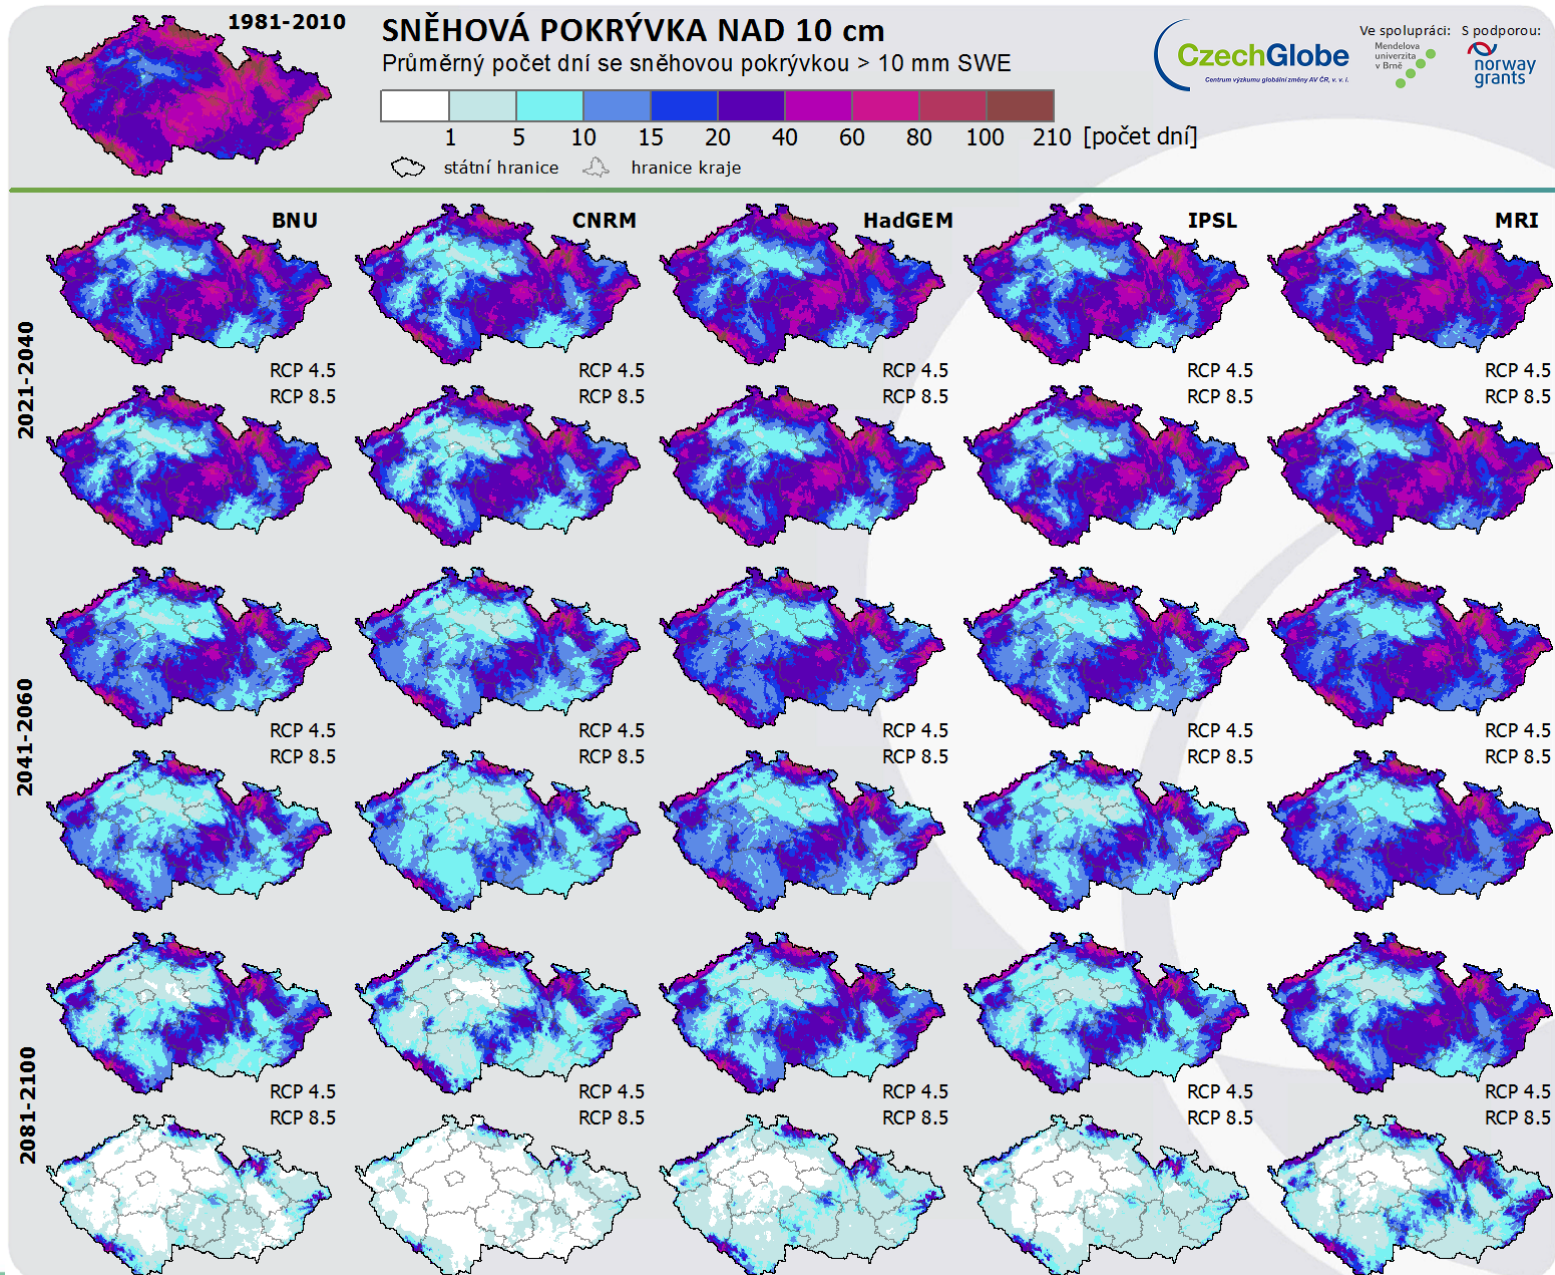 1981-2010
SNĚHOVÁ POKRÝVKA NAD 10 cm
Průměrný počet dní se sněhovou pokrývkou > 10 mm SWE
1 5 10 15 20 40 60 80 100 210 [počet dní]
státní hranice hranice kraje
CzechGlobe
Centrum výzkumu globální změny AV ČR, v. v. i.
Ve spolupráci:
Mendelova
univerzita
v Brně
S podporou:
norway
grants
BNU CNRM HadGEM IPSL MRI
2021-2040
RCP 4.5 RCP 4.5 RCP 4.5 RCP 4.5 RCP 4.5
RCP 8.5 RCP 8.5 RCP 8.5 RCP 8.5 RCP 8.5
2041-2060
RCP 4.5 RCP 4.5 RCP 4.5 RCP 4.5 RCP 4.5
RCP 8.5 RCP 8.5 RCP 8.5 RCP 8.5 RCP 8.5
2081-2100
RCP 4.5 RCP 4.5 RCP 4.5 RCP 4.5 RCP 4.5
RCP 8.5 RCP 8.5 RCP 8.5 RCP 8.5 RCP 8.5